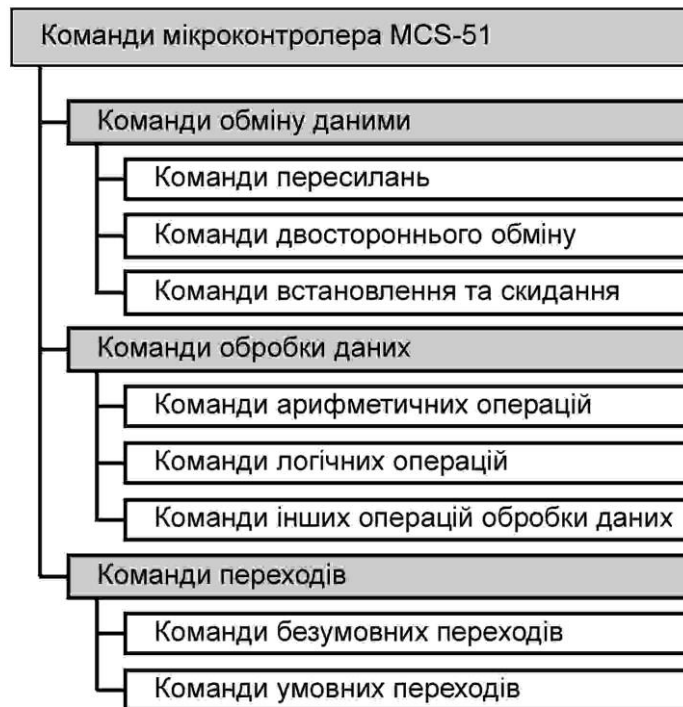 Команди мікроконтролера MCS-51
Команди обміну даними
Команди пересилань
Команди двостороннього обміну
Команди встановлення та скидання
Команди обробки даних
Команди арифметичних операцій
Команди логічних операцій
Команди інших операцій обробки даних
Команди переходів
Команди безумовних переходів
Команди умовних переходів